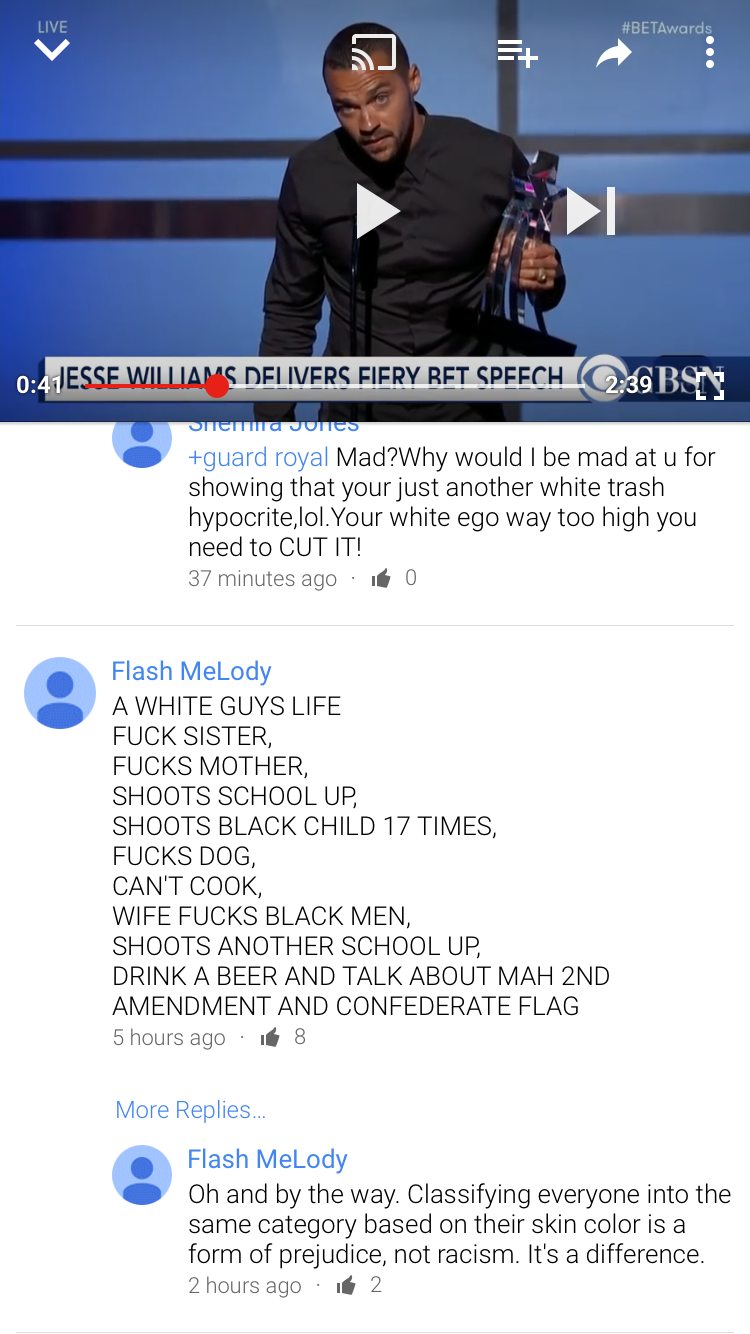 LIVE
#BETAwards
JESSE WILLIAMS DELIVERS FIERY BET SPEECH
CBSN
0:41
2:39
Shemira Jones
+guard royal Mad?Why would I be mad at u for
showing that your just another white trash
hypocrite,lol.Your white ego way too high you
need to CUT IT!
37 minutes ago · 0
Flash MeLody
A WHITE GUYS LIFE
FUCK SISTER,
FUCKS MOTHER,
SHOOTS SCHOOL UP,
SHOOTS BLACK CHILD 17 TIMES,
FUCKS DOG,
CAN'T COOK,
WIFE FUCKS BLACK MEN,
SHOOTS ANOTHER SCHOOL UP,
DRINK A BEER AND TALK ABOUT MAH 2ND
AMENDMENT AND CONFEDERATE FLAG
5 hours ago · 8
More Replies...
Flash MeLody
Oh and by the way. Classifying everyone into the
same category based on their skin color is a
form of prejudice, not racism. It's a difference.
2 hours ago · 2